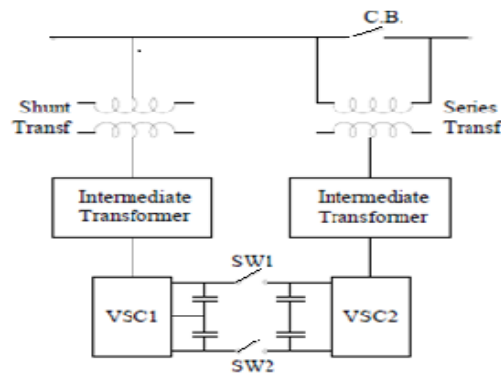 C.B.
Shunt
Transf
Series
Transf
Intermediate
Transformer
Intermediate
Transformer
SW1
VSC1
VSC2
SW2